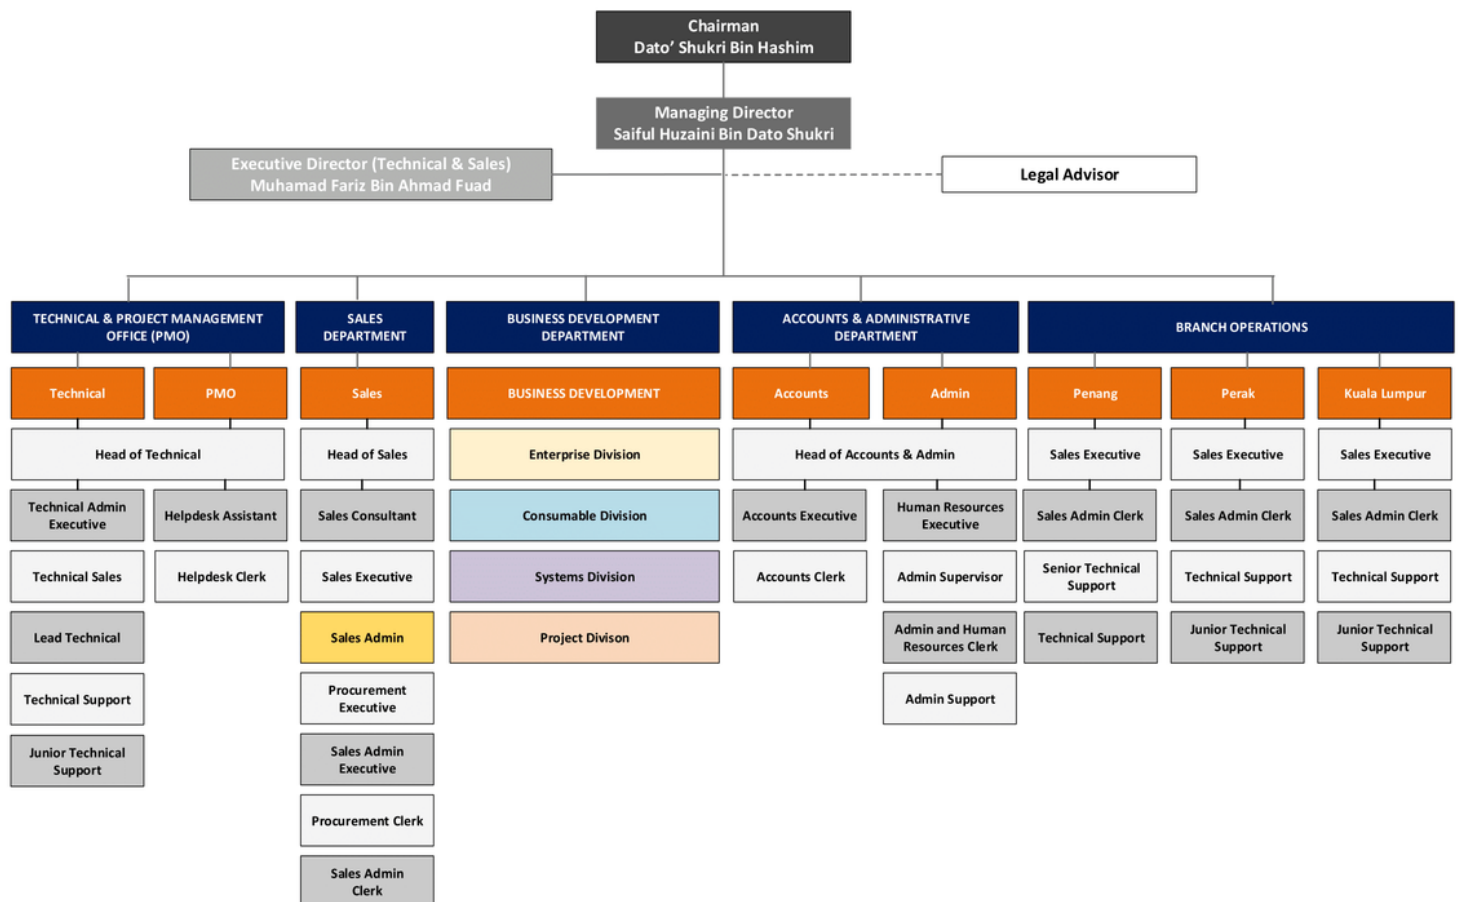 Chairman
Dato’ Shukri Bin Hashim
Managing Director
Saiful Huzaini Bin Dato Shukri
Executive Director (Technical & Sales)
Muhamad Fariz Bin Ahmad Fuad
Legal Advisor
TECHNICAL & PROJECT MANAGEMENT
OFFICE (PMO)
SALES
DEPARTMENT
BUSINESS DEVELOPMENT
DEPARTMENT
ACCOUNTS & ADMINISTRATIVE
DEPARTMENT
BRANCH OPERATIONS
Technical
PMO
Sales
BUSINESS DEVELOPMENT
Accounts
Admin
Penang
Perak
Kuala Lumpur
Head of Technical
Head of Sales
Enterprise Division
Head of Accounts & Admin
Sales Executive
Sales Executive
Sales Executive
Technical Admin
Executive
Helpdesk Assistant
Sales Consultant
Consumable Division
Accounts Executive
Human Resources
Executive
Sales Admin Clerk
Sales Admin Clerk
Sales Admin Clerk
Technical Sales
Helpdesk Clerk
Sales Executive
Systems Division
Accounts Clerk
Admin Supervisor
Senior Technical
Support
Technical Support
Technical Support
Lead Technical
Sales Admin
Project Divison
Admin and Human
Resources Clerk
Technical Support
Junior Technical
Support
Junior Technical
Support
Technical Support
Procurement
Executive
Admin Support
Junior Technical
Support
Sales Admin
Executive
Procurement Clerk
Sales Admin
Clerk